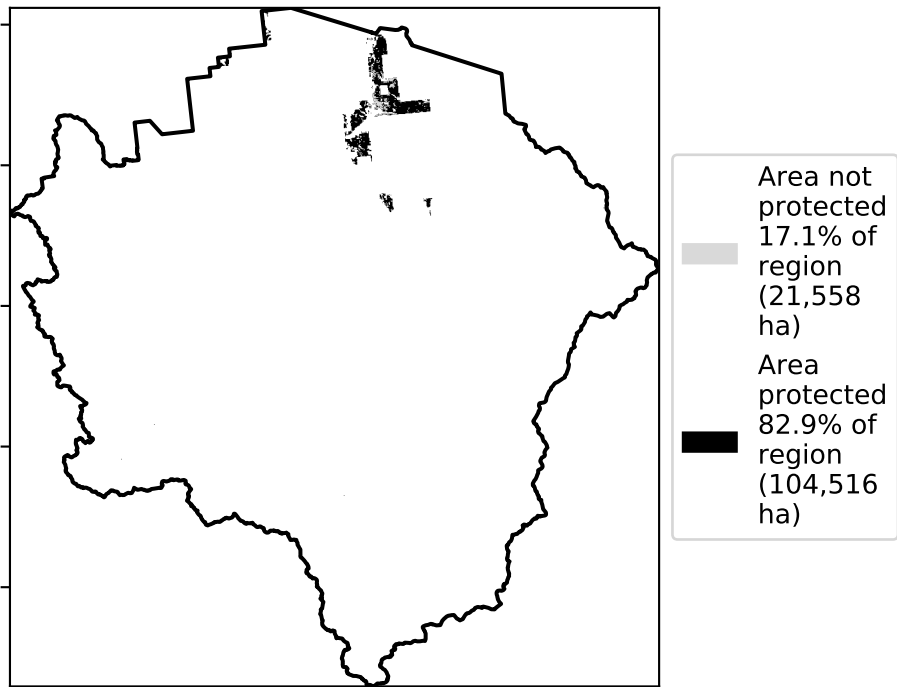 Area not
protected
17.1% of
region
(21,558
ha)
Area
protected
82.9% of
region
(104,516
ha)